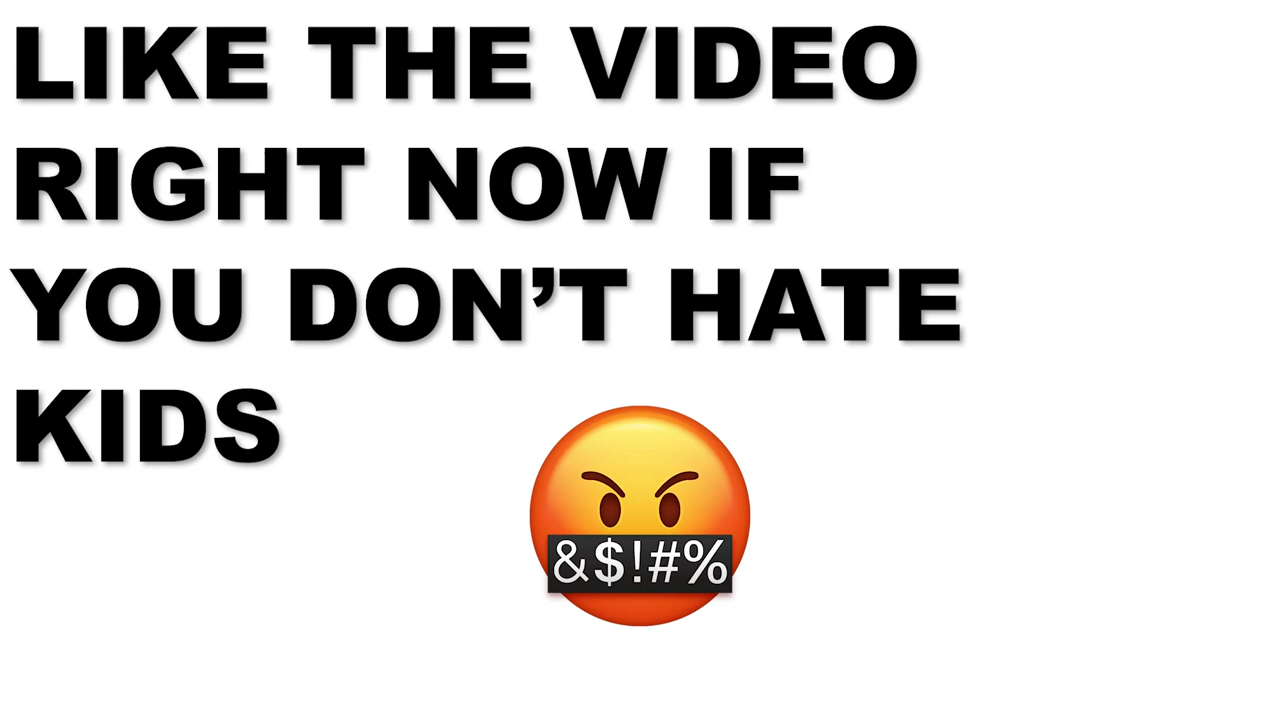 LIKE THE VIDEO
RIGHT NOW IF
YOU DON’T HATE
KIDS
&$!#%